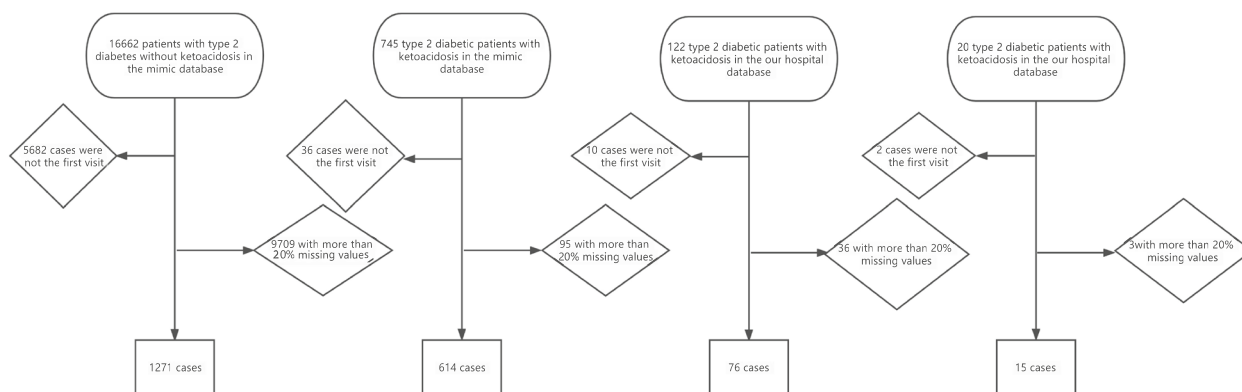 16662 patients with type 2
diabetes without ketoacidosis in
the mimic database
745 type 2 diabetic patients with
ketoacidosis in the mimic
database
122 type 2 diabetic patients with
ketoacidosis in the our hospital
database
20 type 2 diabetic patients with
ketoacidosis in the our hospital
database
5682 cases were
not the first visit
36 cases were not
the first visit
10 cases were not
the first visit
2 cases were not
the first visit
9709 with more than
20% missing values
95 with more than
20% missing values
36 with more than 20%
missing values
3with more than 20%
missing values
1271 cases
614 cases
76 cases
15 cases